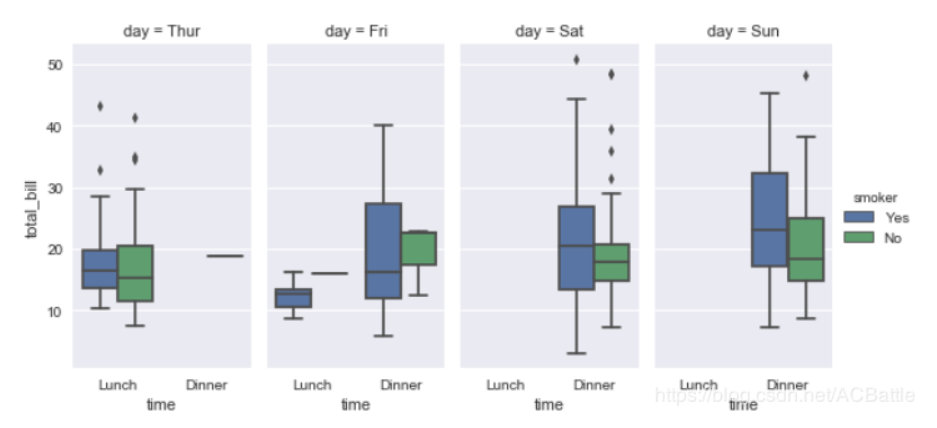 day = Thur day = Fri day = Sat day = Sun
50
40
30
20
10
total_bill
smoker
Yes
No
Lunch Dinner Lunch Dinner Lunch Dinner Lunch Dinner
time time time time
https://blog.csdn.net/ACBattle